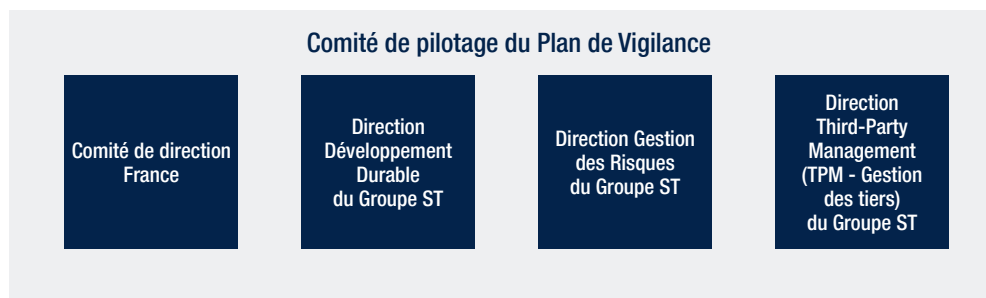 Comité de pilotage du Plan de Vigilance
Comité de direction
France
Direction
Développement
Durable
du Groupe ST
Direction Gestion
des Risques
du Groupe ST
Direction
Third-Party
Management
(TPM - Gestion
des tiers)
du Groupe ST